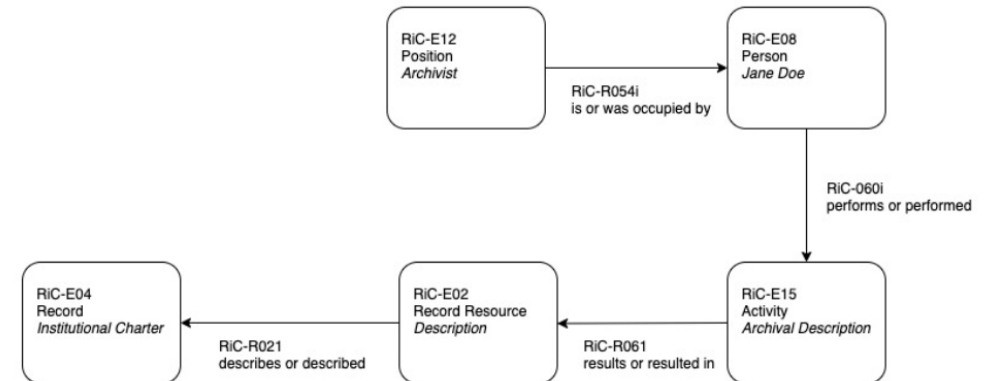 RiC-E12
Position
Archivist
RiC-R054i
is or was occupied by
RiC-E08
Person
Jane Doe
RiC-060i
performs or performed
RiC-E15
Activity
Archival Description
RiC-R061
results or resulted in
RiC-E02
Record Resource
Description
RiC-R021
describes or described
RiC-E04
Record
Institutional Charter